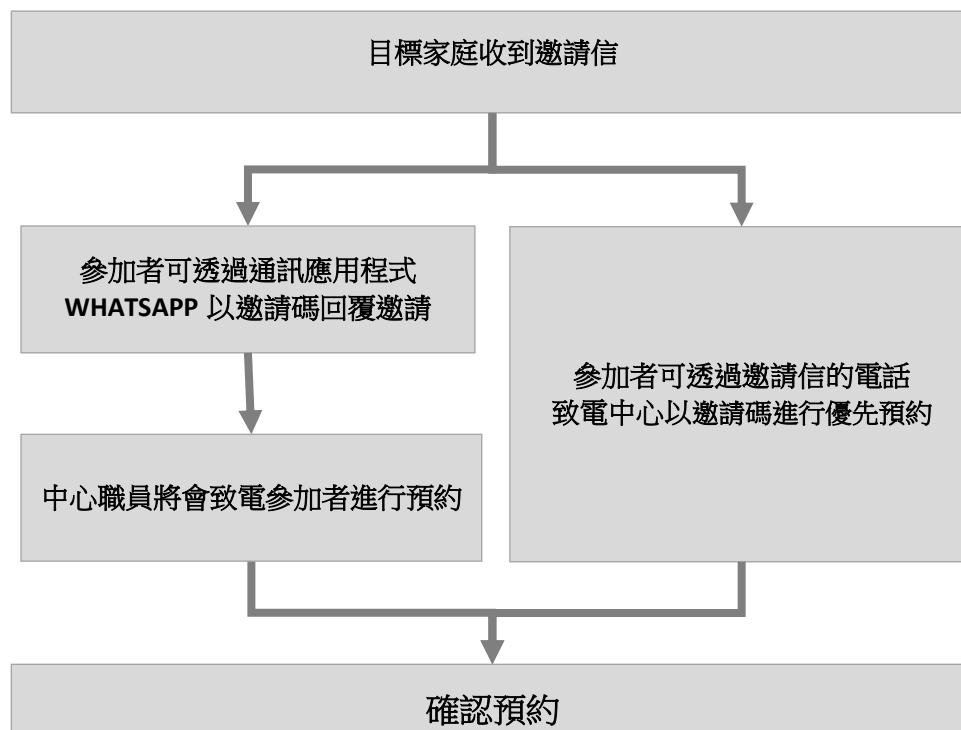 目標家庭收到邀請信
參加者可透過通訊應用程式
WHATSAPP 以邀請碼回覆邀請
中心職員將會致電參加者進行預約
參加者可透過邀請信的電話
致電中心以邀請碼進行優先預約
確認預約